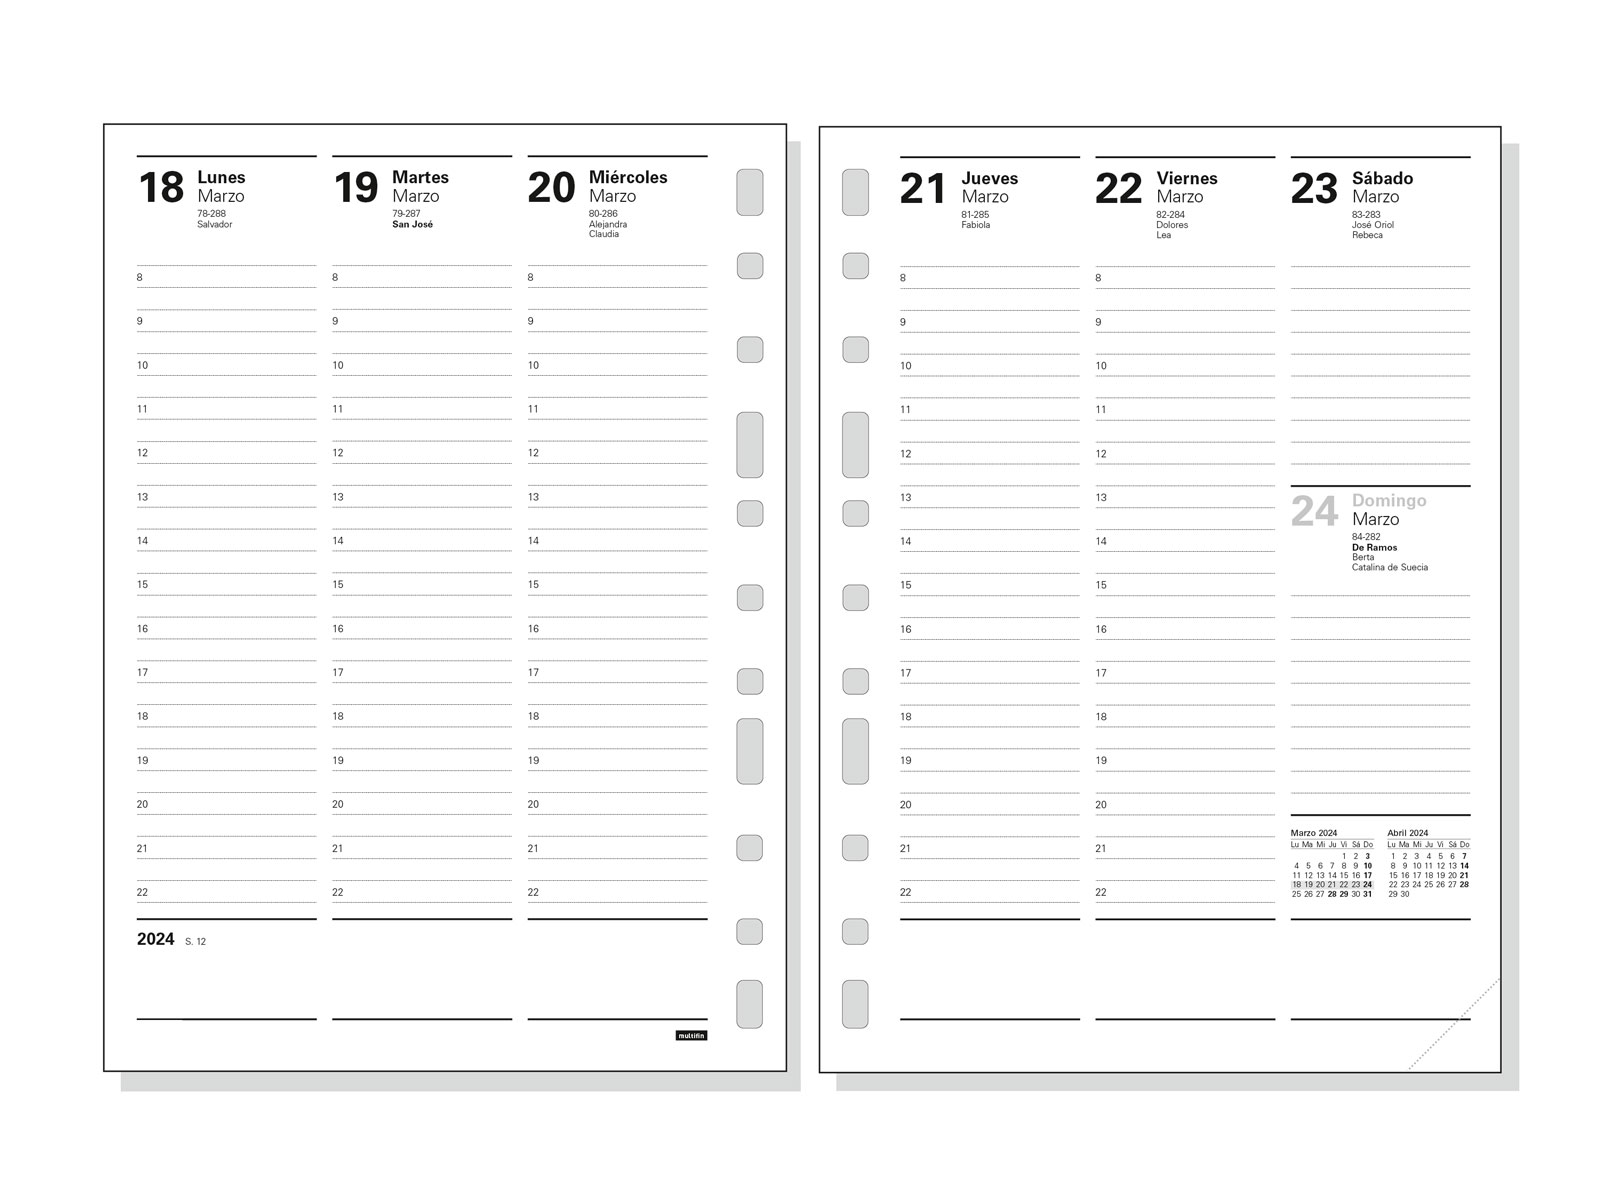 18 Lunes
Marzo
78-288
Salvador
8
9
10
11
12
13
14
15
16
17
18
19
20
21
22
19 Martes
Marzo
79-287
San José
8
9
10
11
12
13
14
15
16
17
18
19
20
21
22
20 Miércoles
Marzo
80-286
Alejandra
Claudia
8
9
10
11
12
13
14
15
16
17
18
19
20
21
22
2024 S. 12
multifin
21 Jueves
Marzo
81-285
Fabiola
8
9
10
11
12
13
14
15
16
17
18
19
20
21
22
22 Viernes
Marzo
82-284
Dolores
Lea
8
9
10
11
12
13
14
15
16
17
18
19
20
21
22
23 Sábado
Marzo
83-283
José Oriol
Rebeca
24 Domingo
Marzo
84-282
De Ramos
Berta
Catalina de Suecia
Marzo 2024
Lu Ma Mi Ju Vi Sá Do
1 2 3
4 5 6 7 8 9 10
11 12 13 14 15 16 17
18 19 20 21 22 23 24
25 26 27 28 29 30 31
Abril 2024
Lu Ma Mi Ju Vi Sá Do
1 2 3 4 5 6 7
8 9 10 11 12 13 14
15 16 17 18 19 20 21
22 23 24 25 26 27 28
29 30